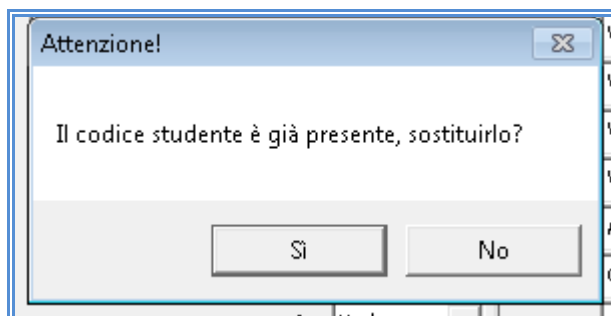 Attenzione!
Il codice studente è già presente, sostituirlo?
Sì
No